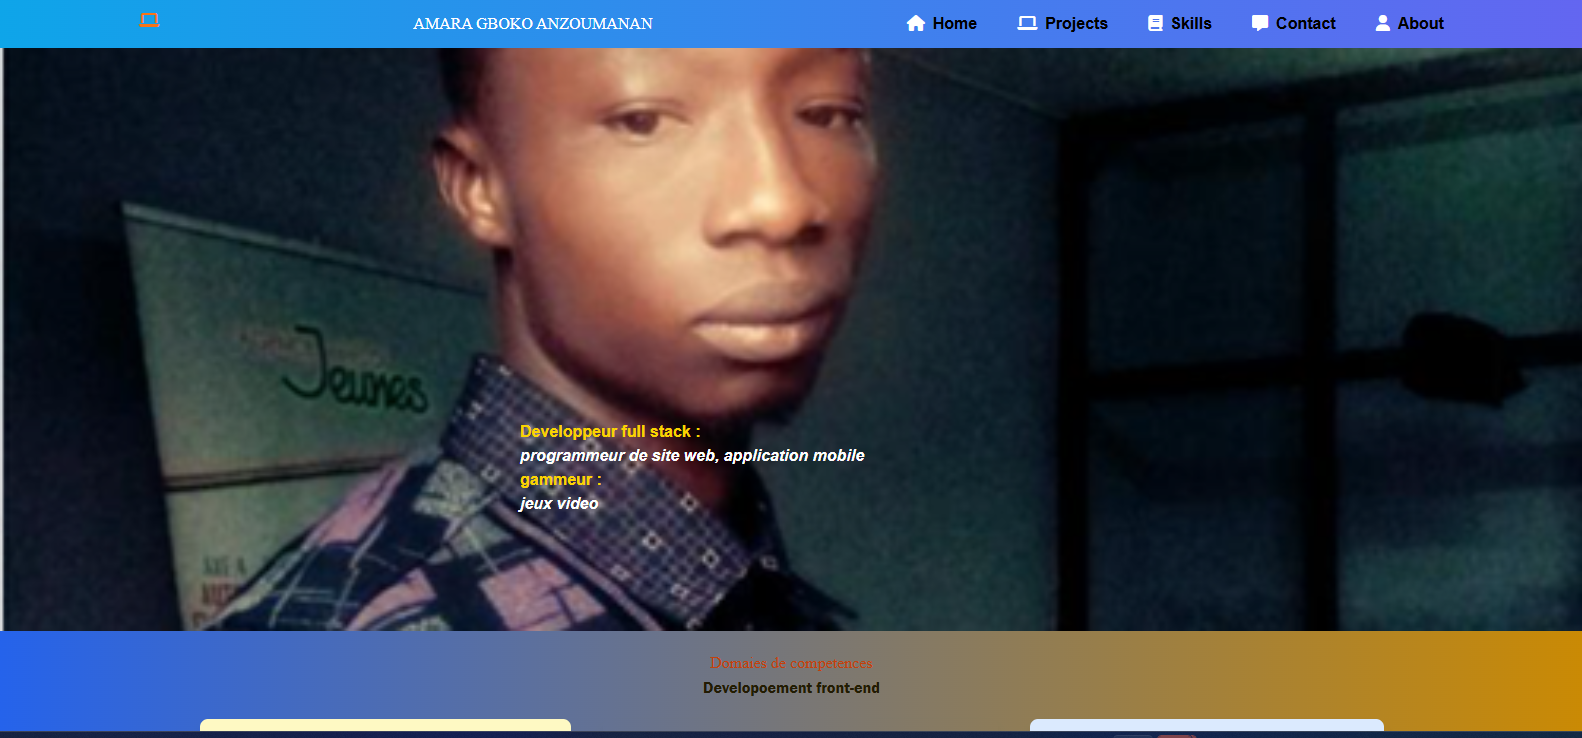 AMARA GBOKO ANZOUMANAN
Home
Projects
Skills
Contact
About
Jeunes
Developpeur full stack :
programmeur de site web, application mobile
gammeur :
jeux video
Domaies de competences
Developoement front-end